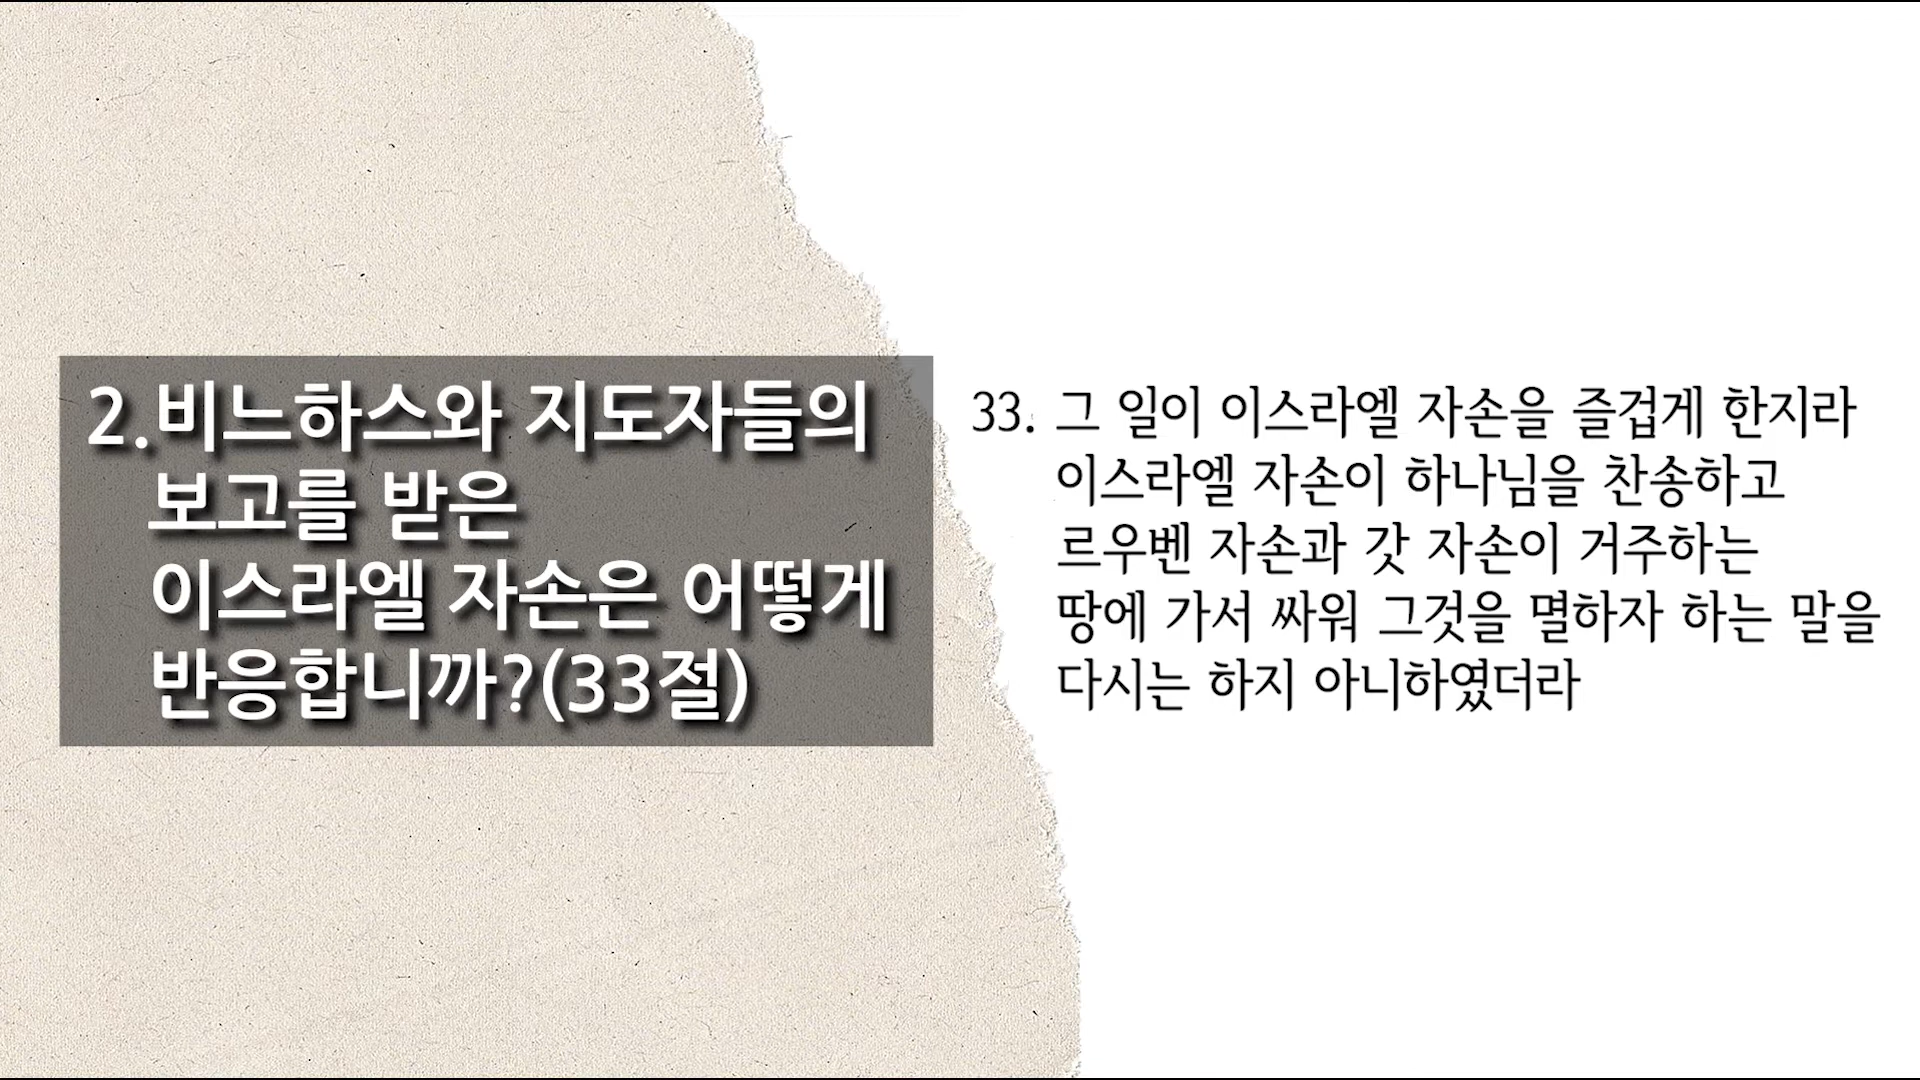 2.비느하스와 지도자들의
보고를 받은
이스라엘 자손은 어떻게
반응합니까?(33절)
33. 그 일이 이스라엘 자손을 즐겁게 한지라
이스라엘 자손이 하나님을 찬송하고
르우벤 자손과 갓 자손이 거주하는
땅에 가서 싸워 그것을 멸하자 하는 말을
다시는 하지 아니하였더라